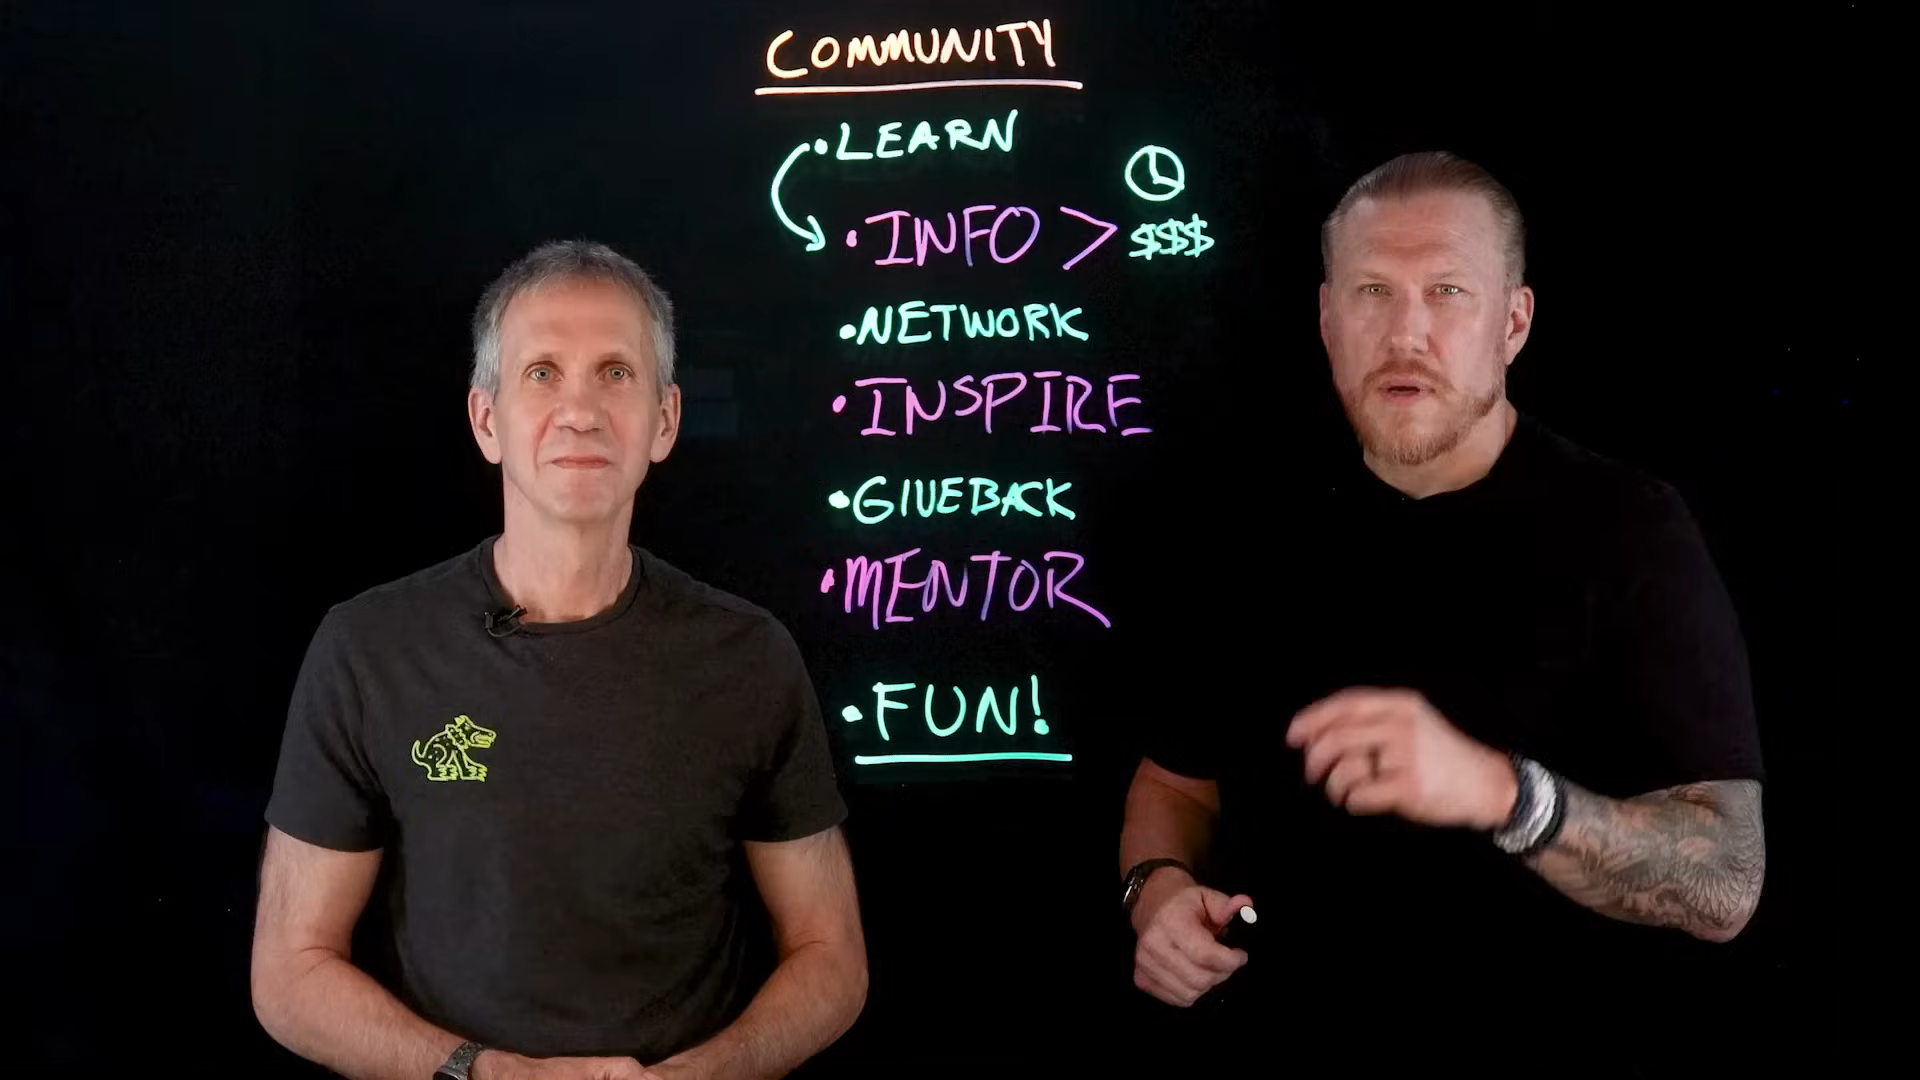 COMMUNITY
• LEARN
• INFO > $$$
• NETWORK
• INSPIRE
• GIVEBACK
• MENTOR
• FUN!